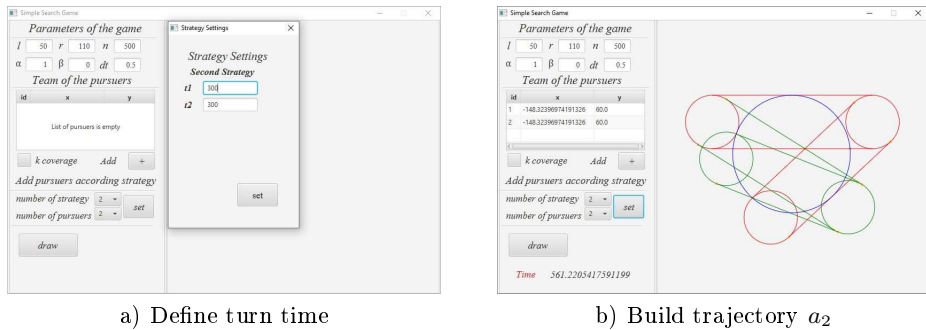 Simple Search Game
Parameters of the game
l 50 r 110 n 500
α 1 β 0 dt 0.5
Team of the pursuers
id x y
List of pursuers is empty
k coverage Add +
Add pursuers according strategy
number of strategy 2
number of pursuers 2
set
draw
Strategy Settings
Strategy Settings
Second Strategy
t1 300
t2 300
set
a) Define turn time
Simple Search Game
Parameters of the game
l 50 r 110 n 500
α 1 β 0 dt 0.5
Team of the pursuers
id x y
1 -148.32396974191326 60.0
2 -148.32396974191326 60.0
k coverage Add +
Add pursuers according strategy
number of strategy 2
number of pursuers 2
set
draw
Time 561.2205417591199
b) Build trajectory a2